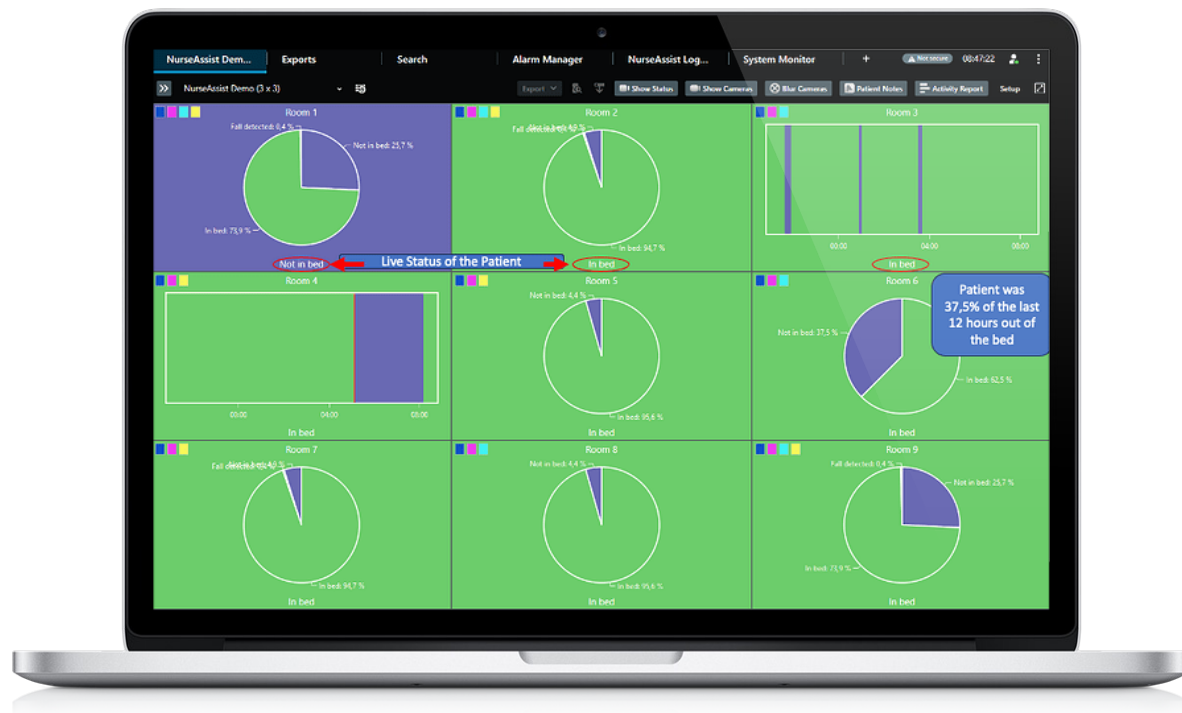 NurseAssist Dem... Exports Search Alarm Manager NurseAssist Log... System Monitor + Not secure 08:47:22
NurseAssist Demo (3 x 3) Export Show Status Show Cameras Blur Cameras Patient Notes Activity Report Setup
Room 1
Fall detected: 0,4 %
Not in bed: 25,7 %
In bed: 73,9 %
Not in bed
Room 2
In bed: 94,7 %
In bed
Room 3
00:00 04:00 08:00
In bed
Live Status of the Patient
Room 4
00:00 04:00 08:00
In bed
Room 5
Not in bed: 4,4 %
In bed: 95,6 %
In bed
Room 6
Not in bed: 37,5 %
In bed: 62,5 %
In bed
Patient was
37,5% of the last
12 hours out of
the bed
Room 7
In bed: 94,7 %
In bed
Room 8
Not in bed: 4,4 %
In bed: 95,6 %
In bed
Room 9
Fall detected: 0,4 %
Not in bed: 25,7 %
In bed: 73,9 %
In bed